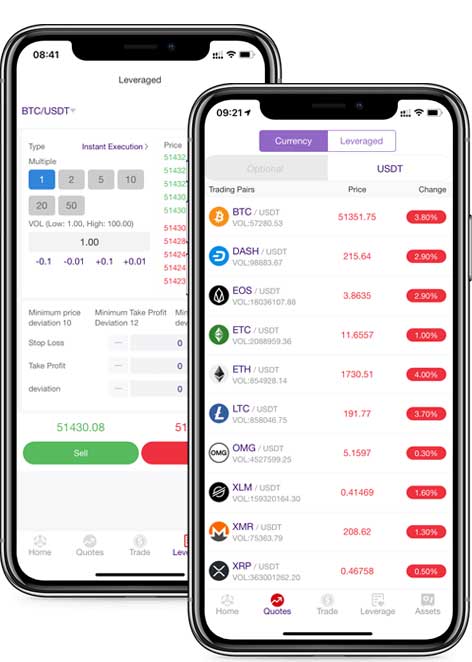 08:41
Leveraged
BTC/USDT
Type
Instant Execution
Price
Multiple
1
2
5
10
20
50
VOL (Low: 1.00, High: 100.00)
1.00
-0.1
-0.01
+0.1
+0.01
51432
51432
51432
51430
51430
51430
51428
51424
51424
51423
Minimum price deviation 10
Minimum Take Profit Deviation 12
Stop Loss
0
Take Profit
0
deviation
0
51430.08
Sell
Home
Quotes
Trade
09:21
Currency
Leveraged
Optional
USDT
Trading Pairs
Price
Change
BTC / USDT
VOL:57280.53
51351.75
3.80%
DASH / USDT
VOL:98883.67
215.64
2.90%
EOS / USDT
VOL:18036107.88
3.8635
2.90%
ETC / USDT
VOL:2088959.36
11.6557
1.00%
ETH / USDT
VOL:854928.14
1730.51
4.00%
LTC / USDT
VOL:858046.75
191.77
3.70%
OMG
OMG / USDT
VOL:4527599.25
5.1597
0.30%
XLM / USDT
VOL:159320164.30
0.41469
1.60%
XMR / USDT
VOL:75363.79
208.62
1.30%
XRP / USDT
VOL:363001262.20
0.46758
0.50%
Home
Quotes
Trade
Leverage
Assets